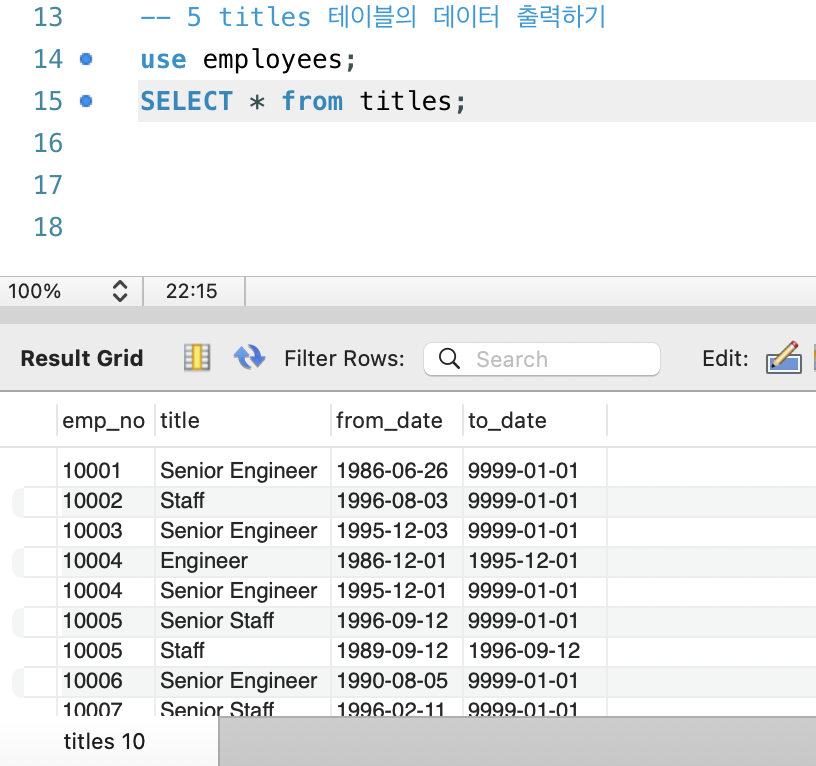 13 -- 5 titles 테이블의 데이터 출력하기
14 use employees;
15 SELECT * from titles;
16
17
18
100% 22:15
Result Grid Filter Rows: Search Edit:
emp_no title from_date to_date
10001 Senior Engineer 1986-06-26 9999-01-01
10002 Staff 1996-08-03 9999-01-01
10003 Senior Engineer 1995-12-03 9999-01-01
10004 Engineer 1986-12-01 1995-12-01
10004 Senior Engineer 1995-12-01 9999-01-01
10005 Senior Staff 1996-09-12 9999-01-01
10005 Staff 1989-09-12 1996-09-12
10006 Senior Engineer 1990-08-05 9999-01-01
10007 Senior Staff 1996-02-11 9999-01-01
titles 10